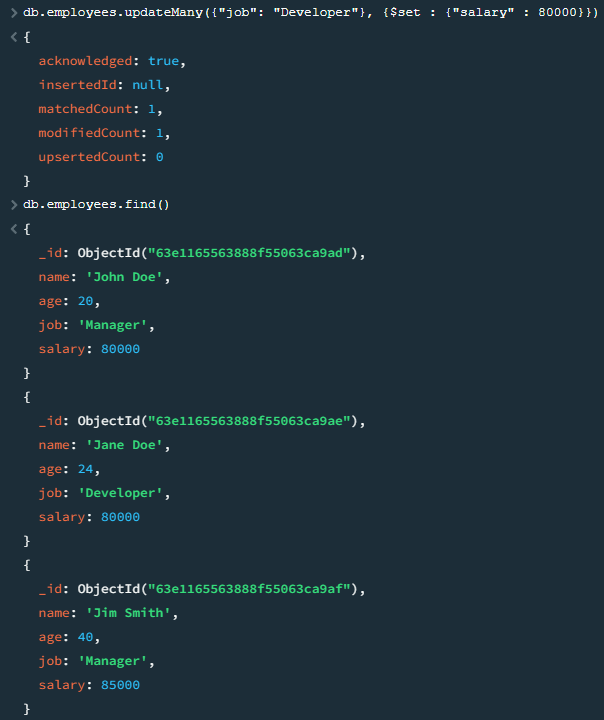 > db.employees.updateMany({"job": "Developer"}, {$set : {"salary" : 80000}})
< {
acknowledged: true,
insertedId: null,
matchedCount: 1,
modifiedCount: 1,
upsertedCount: 0
}
> db.employees.find()
< {
_id: ObjectId("63e1165563888f55063ca9ad"),
name: 'John Doe',
age: 20,
job: 'Manager',
salary: 80000
}
{
_id: ObjectId("63e1165563888f55063ca9ae"),
name: 'Jane Doe',
age: 24,
job: 'Developer',
salary: 80000
}
{
_id: ObjectId("63e1165563888f55063ca9af"),
name: 'Jim Smith',
age: 40,
job: 'Manager',
salary: 85000
}